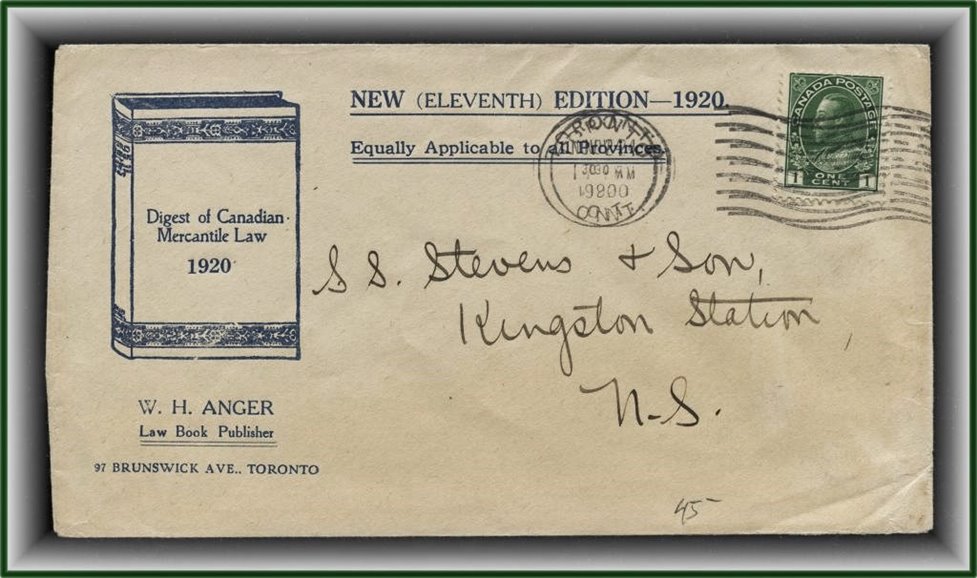 NEW (ELEVENTH) EDITION—1920.
Equally Applicable to all Provinces.
CANADA POSTAGE
1 ONE CENT 1
Digest of Canadian
Mercantile Law
1920
S S. Stevens & Son,
Kingston Station
N-S.
W. H. ANGER
Law Book Publisher
97 BRUNSWICK AVE., TORONTO
45